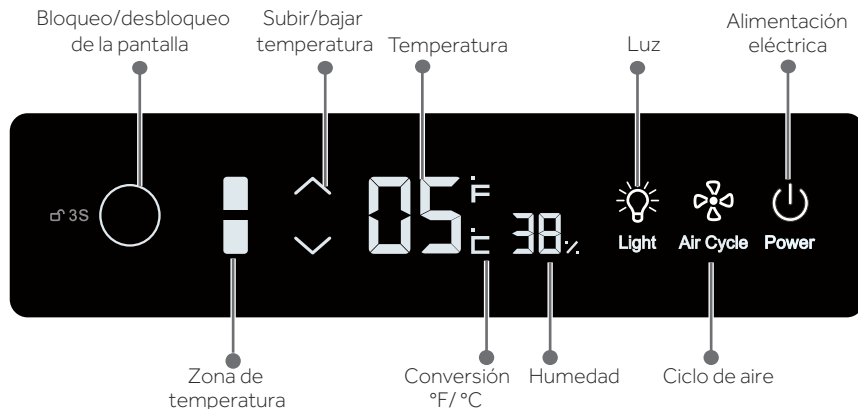 Bloqueo/desbloqueo
de la pantalla
Subir/bajar
temperatura
Temperatura
Luz
Alimentación
eléctrica
3S
05
°F
°C
38%
Light
Air Cycle
Power
Zona de
temperatura
Conversión
°F/ °C
Humedad
Ciclo de aire